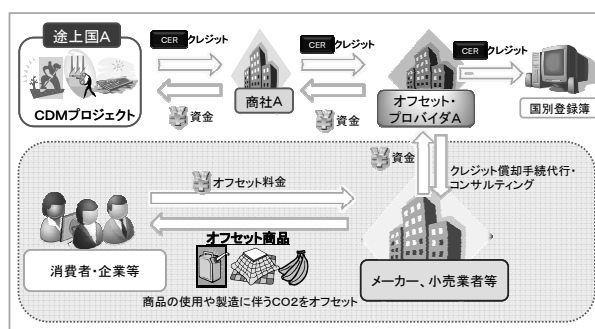 途上国A
CDMプロジェクト
CER クレジット
資金
商社A
CER クレジット
資金
オフセット・
プロバイダA
CER クレジット
国別登録簿
資金
クレジット償却手続代行・
コンサルティング
オフセット料金
オフセット商品
消費者・企業等
メーカー、小売業者等
商品の使用や製造に伴うCO2をオフセット